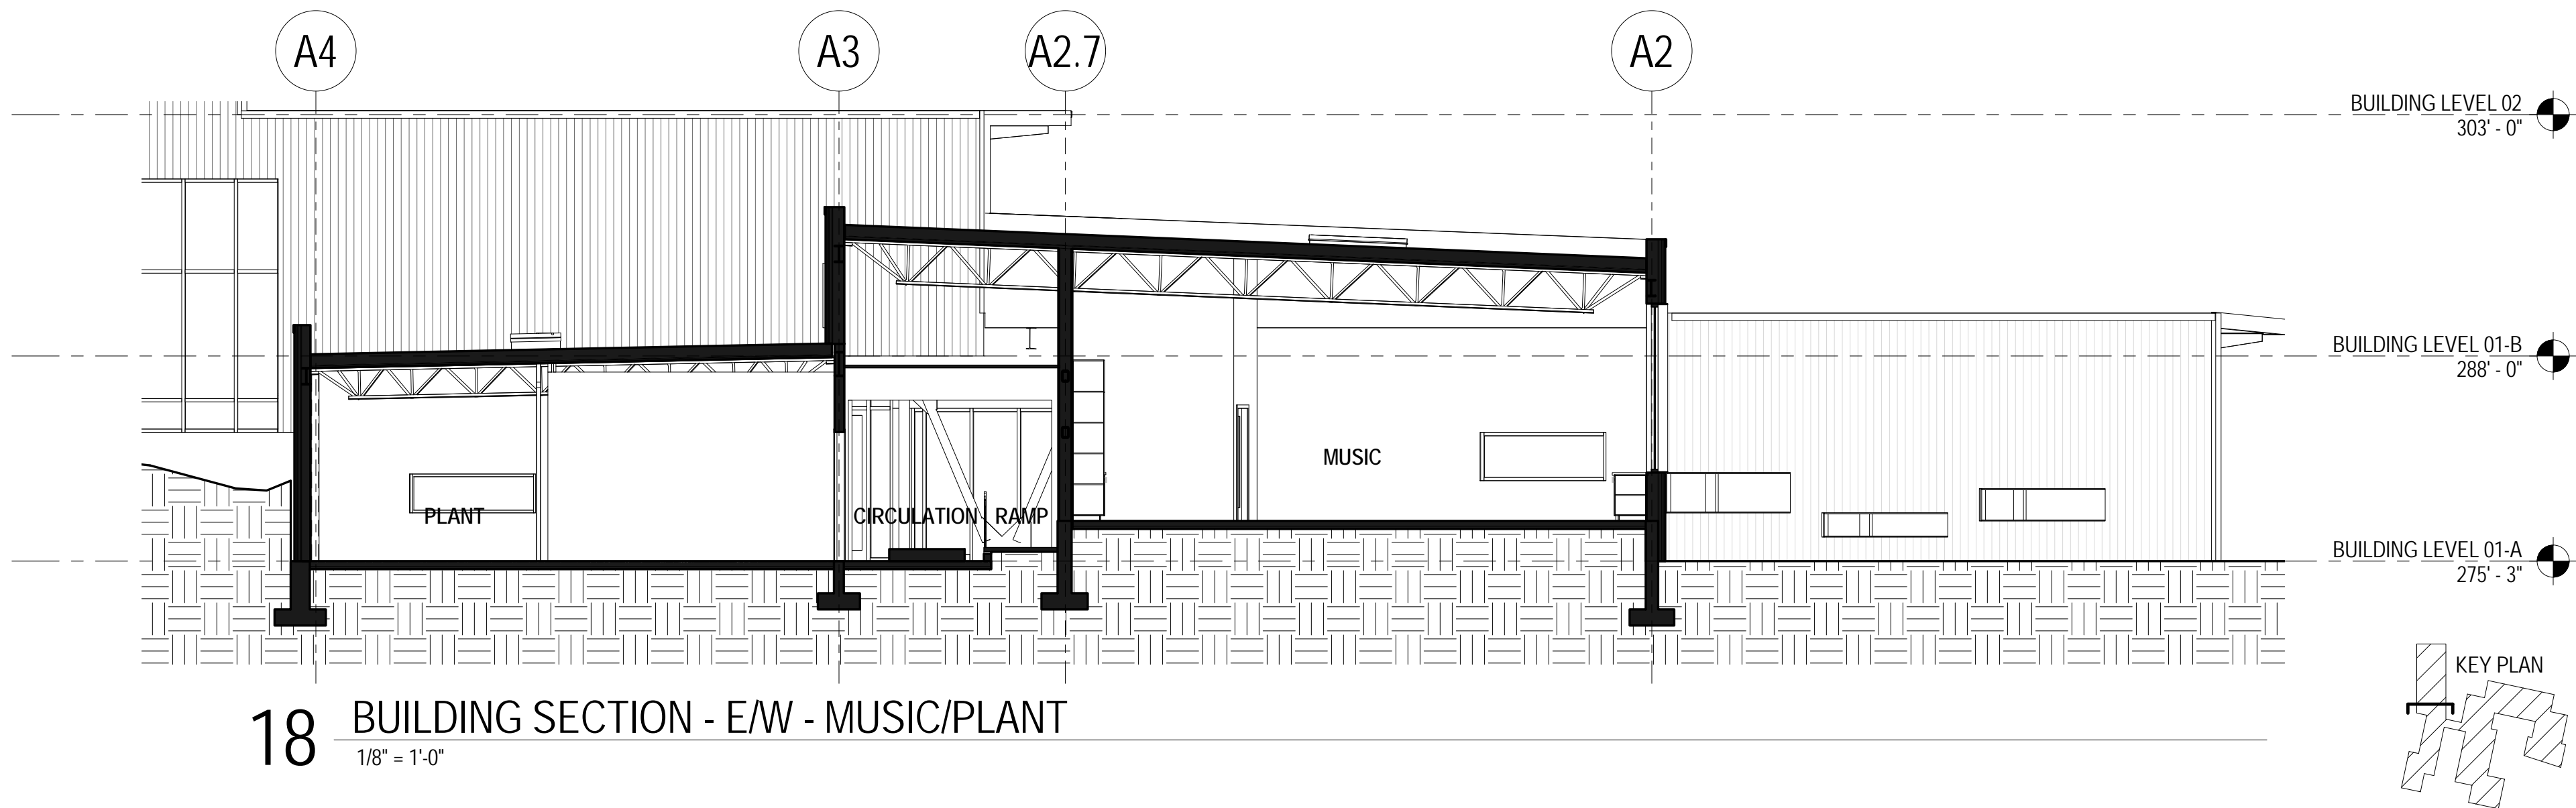 A4
A3
A2.7
A2
BUILDING LEVEL 02
303' - 0"
BUILDING LEVEL 01-B
288' - 0"
MUSIC
PLANT
CIRCULATION
RAMP
BUILDING LEVEL 01-A
275' - 3"
KEY PLAN
18
BUILDING SECTION - E/W - MUSIC/PLANT
1/8" = 1'-0"